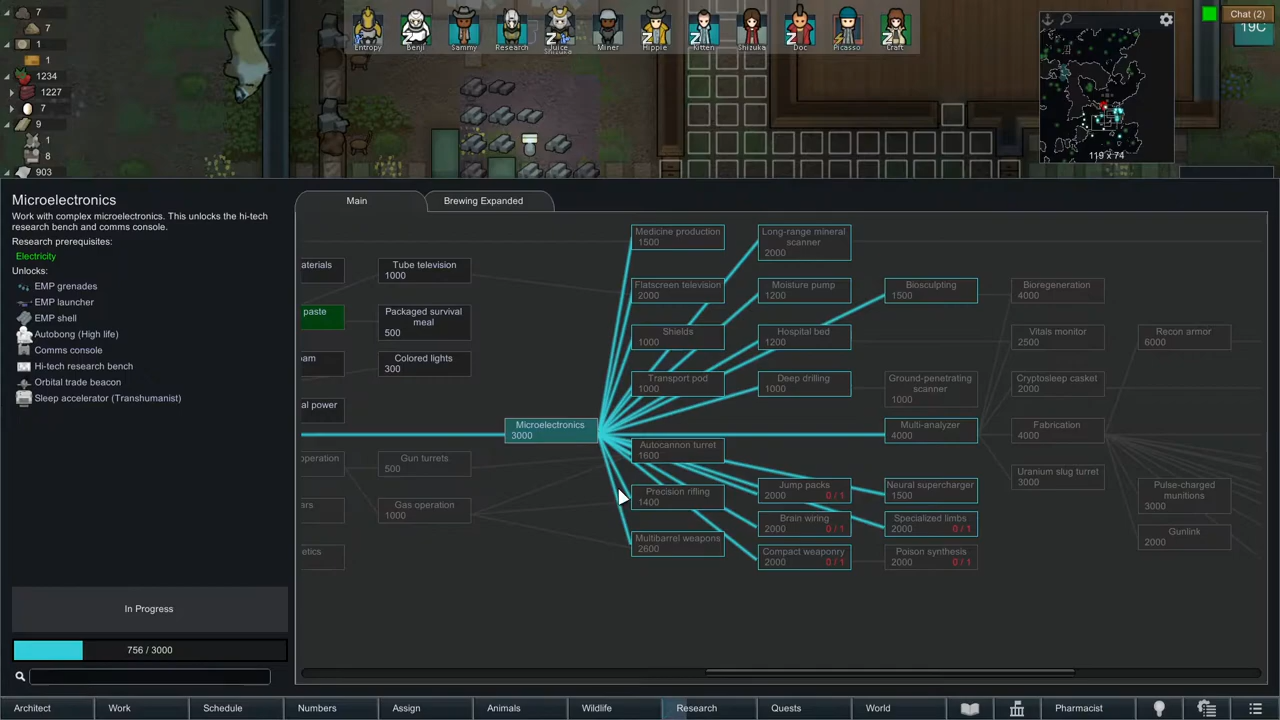 7
7
1
1
1234
1227
7
9
1
8
903
Entropy
Benji
Sammy
Research
Juice
Miner
Hippie
Kitten
Shizuka
Doc
Picasso
Craft
Chat (2)
19C
119 x 74
Microelectronics
Work with complex microelectronics. This unlocks the hi-tech
research bench and comms console.
Research prerequisites:
Electricity
Unlocks:
EMP grenades
EMP launcher
EMP shell
Autobong (High life)
Comms console
Hi-tech research bench
Orbital trade beacon
Sleep accelerator (Transhumanist)
In Progress
756 / 3000
Main
Brewing Expanded
aterials
Tube television
1000
paste
Packaged survival
meal
500
oam
Colored lights
300
al power
operation
Gun turrets
500
ers
Gas operation
1000
etics
Microelectronics
3000
Medicine production
1500
Flatscreen television
2000
Shields
1000
Transport pod
1000
Autocannon turret
1600
Precision rifling
1400
Multibarrel weapons
2600
Long-range mineral
scanner
2000
Moisture pump
1200
Hospital bed
1200
Deep drilling
1000
Jump packs
2000 0 / 1
Brain wiring
2000 0 / 1
Compact weaponry
2000 0 / 1
Biosculpting
1500
Ground-penetrating
scanner
1000
Multi-analyzer
4000
Neural supercharger
1500
Specialized limbs
2000 0 / 1
Poison synthesis
2000 0 / 1
Bioregeneration
4000
Vitals monitor
2500
Cryptosleep casket
2000
Fabrication
4000
Uranium slug turret
3000
Recon armor
6000
Pulse-charged
munitions
3000
Gunlink
2000
Architect
Work
Schedule
Numbers
Assign
Animals
Wildlife
Research
Quests
World
Pharmacist